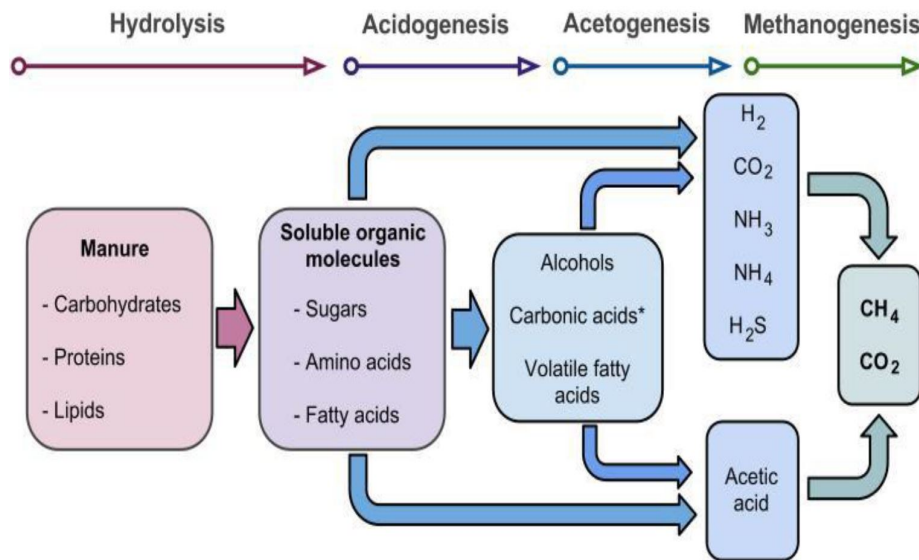 Hydrolysis
Acidogenesis
Acetogenesis
Methanogenesis
Manure
- Carbohydrates
- Proteins
- Lipids
Soluble organic
molecules
- Sugars
- Amino acids
- Fatty acids
Alcohols
Carbonic acids*
Volatile fatty
acids
H₂
CO₂
NH₃
NH₄
H₂S
Acetic
acid
CH₄
CO₂